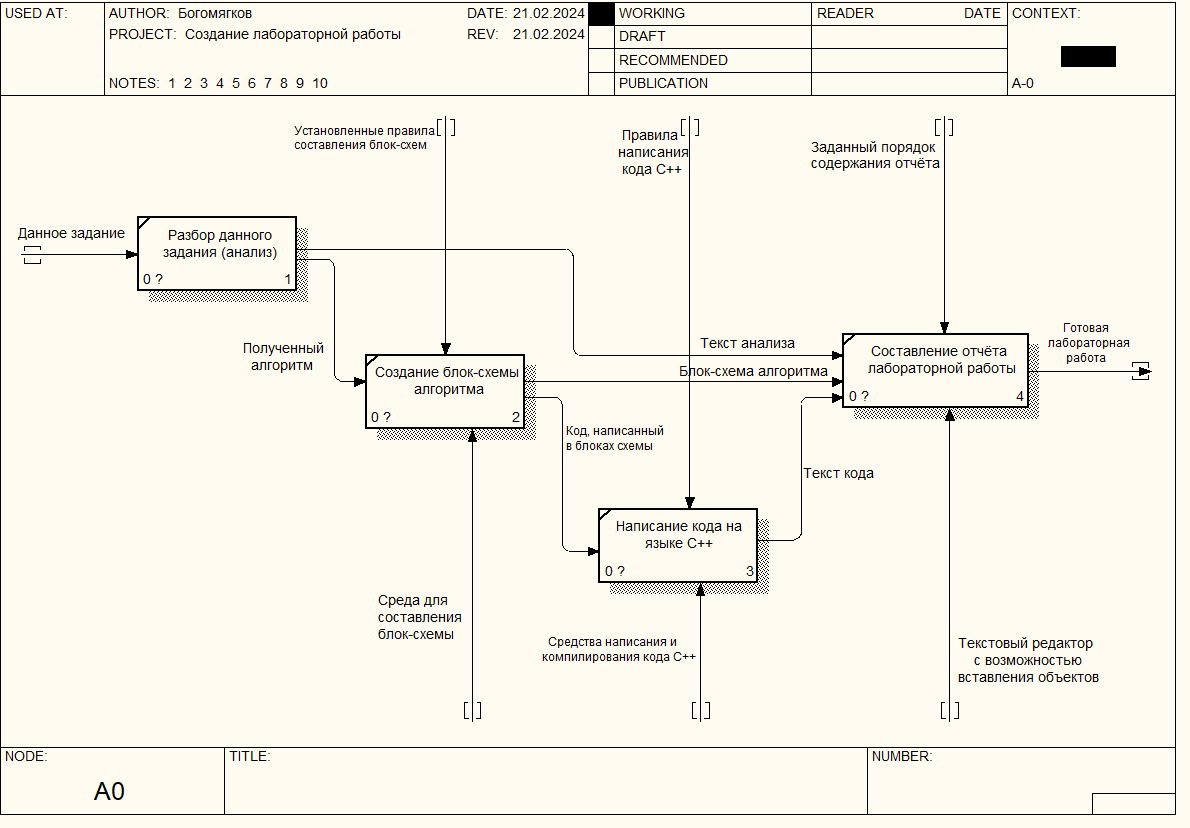 USED AT:
AUTHOR: Богомягков
DATE: 21.02.2024
PROJECT: Создание лабораторной работы
REV: 21.02.2024
NOTES: 1 2 3 4 5 6 7 8 9 10
WORKING
DRAFT
RECOMMENDED
PUBLICATION
READER
DATE
CONTEXT:
A-0
Установленные правила
составления блок-схем
Правила
написания
кода C++
Заданный порядок
содержания отчёта
Данное задание
Разбор данного
задания (анализ)
0 ?
1
Полученный
алгоритм
Текст анализа
Блок-схема алгоритма
Готовая
лабораторная
работа
Создание блок-схемы
алгоритма
0 ?
2
Составление отчёта
лабораторной работы
0 ?
4
Код, написанный
в блоках схемы
Текст кода
Написание кода на
языке C++
0 ?
3
Среда для
составления
блок-схемы
Средства написания и
компилирования кода C++
Текстовый редактор
с возможностью
вставления объектов
NODE:
A0
TITLE:
NUMBER: